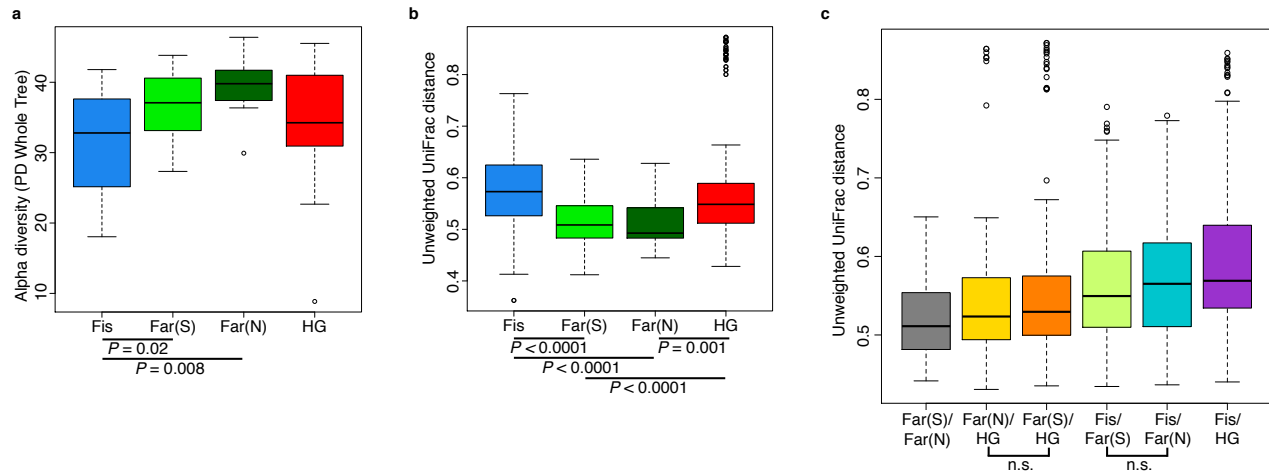 a
Alpha diversity (PD Whole Tree)
10 20 30 40
Fis Far(S) Far(N) HG
P = 0.02
P = 0.008
b
Unweighted UniFrac distance
0.4 0.5 0.6 0.7 0.8
Fis Far(S) Far(N) HG
P < 0.0001 P = 0.001
P < 0.0001
P < 0.0001
c
Unweighted UniFrac distance
0.5 0.6 0.7 0.8
Far(S)/ Far(N)/ Far(S)/ Fis/ Fis/ Fis/
Far(N) HG HG Far(S) Far(N) HG
n.s. n.s.